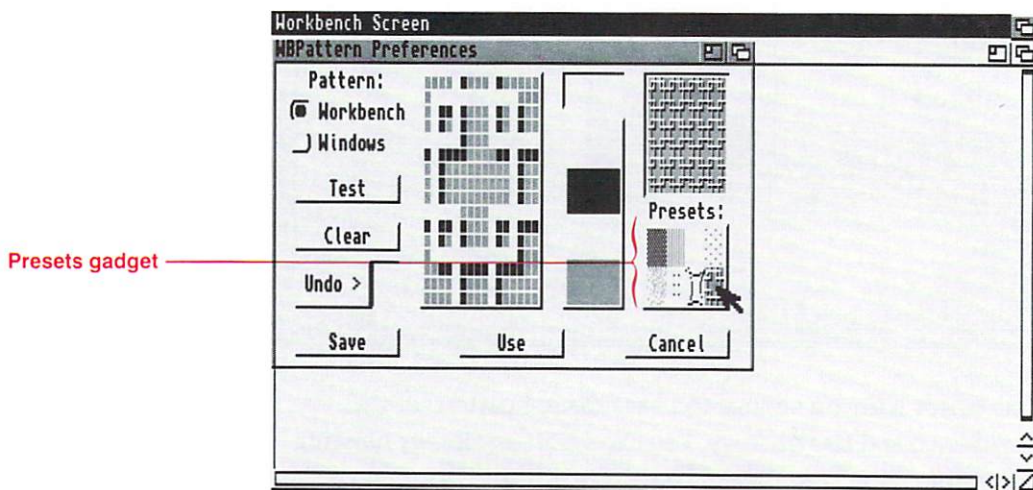 Workbench Screen
WBPattern Preferences
Pattern:
Workbench
Windows
Test
Clear
Undo >
Presets:
Presets gadget
Save
Use
Cancel